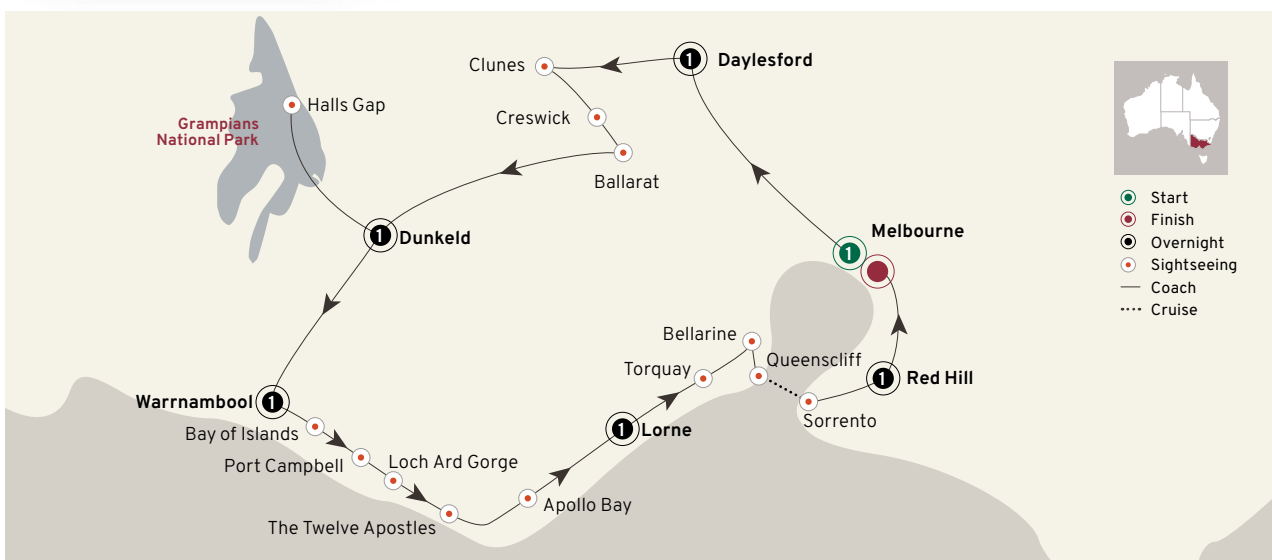 Clunes
1
Daylesford
Halls Gap
Grampians
National Park
Creswick
Ballarat
1
Dunkeld
Melbourne
1
Start
Finish
Overnight
Sightseeing
Coach
Cruise
Bellarine
Queenscliff
Torquay
1
Red Hill
Warrnambool
1
Sorrento
Bay of Islands
1
Lorne
Port Campbell
Loch Ard Gorge
Apollo Bay
The Twelve Apostles